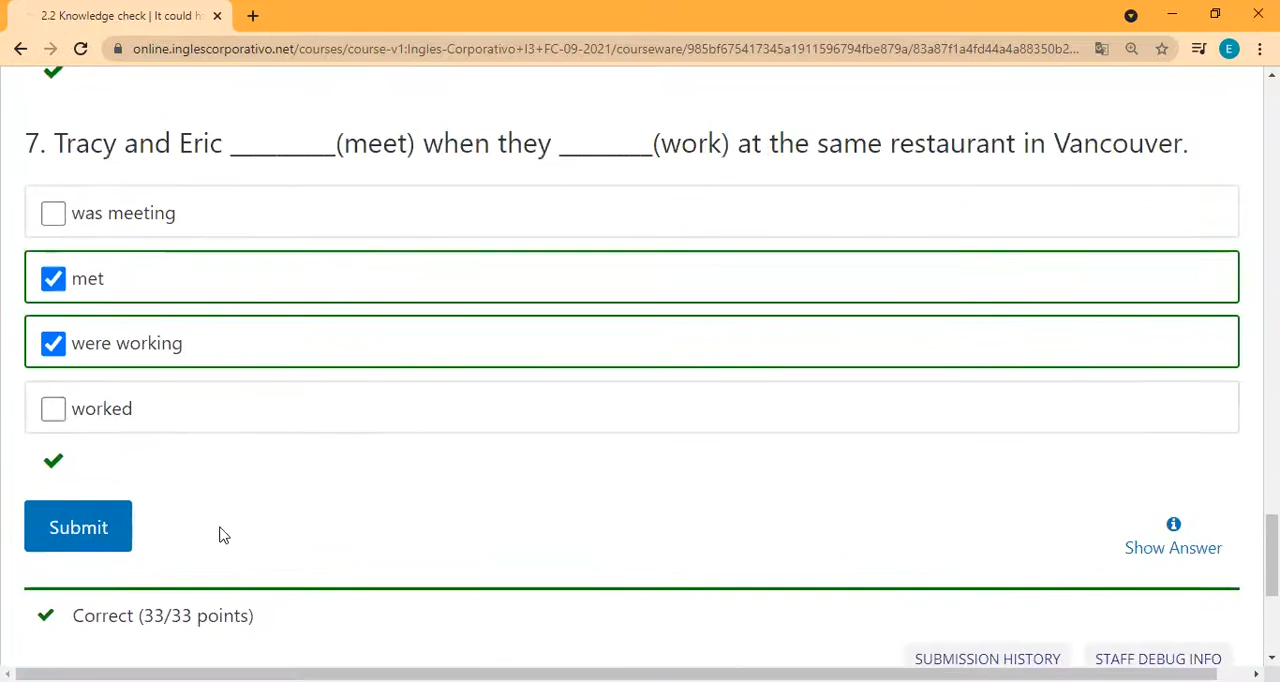 2.2 Knowledge check | It could h
online.inglescorporativo.net/courses/course-v1:Ingles-Corporativo+I3+FC-09-2021/courseware/985bf675417345a1911596794fbe879a/83a87f1a4fd44a4a88350b2...
E
7. Tracy and Eric ________(meet) when they _______(work) at the same restaurant in Vancouver.
was meeting
met
were working
worked
Submit
Show Answer
Correct (33/33 points)
SUBMISSION HISTORY
STAFF DEBUG INFO